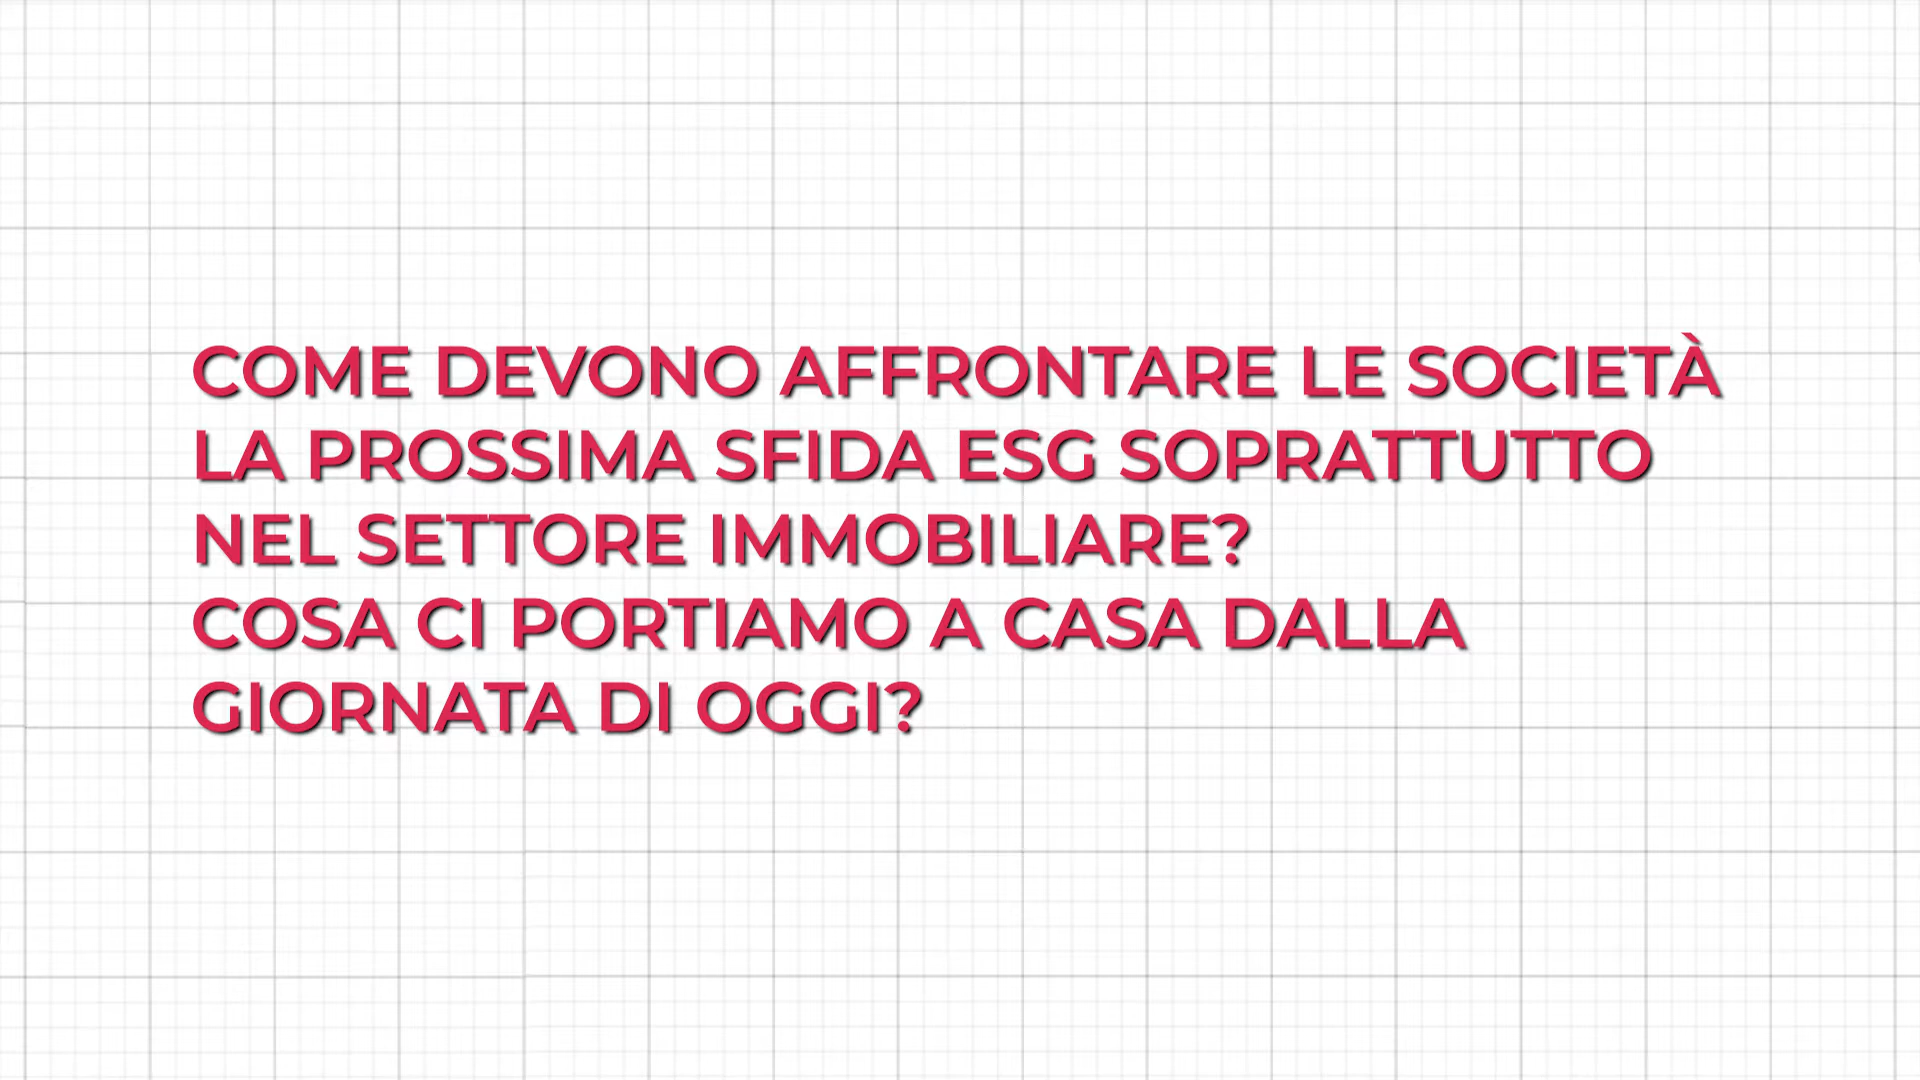 COME DEVONO AFFRONTARE LE SOCIETÀ
LA PROSSIMA SFIDA ESG SOPRATTUTTO
NEL SETTORE IMMOBILIARE?
COSA CI PORTIAMO A CASA DALLA
GIORNATA DI OGGI?